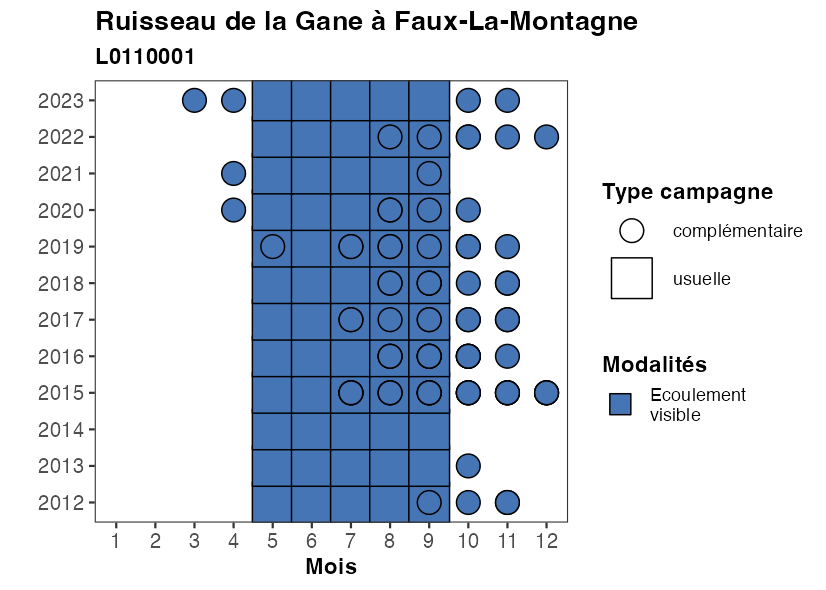 Ruisseau de la Gane à Faux-La-Montagne
L0110001
2023
2022
2021
2020
2019
2018
2017
2016
2015
2014
2013
2012
1 2 3 4 5 6 7 8 9 10 11 12
Mois
Type campagne
complémentaire
usuelle
Modalités
Ecoulement
visible